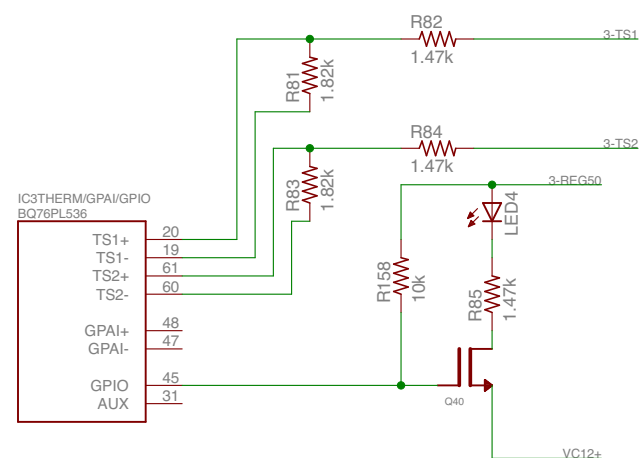 R82
3-TS1
1.47k
R81
1.82k
R84
3-TS2
1.47k
R83
1.82k
3-REG50
LED4
IC3THERM/GPAI/GPIO
BQ76PL536
TS1+ 20
TS1- 19
TS2+ 61
TS2- 60
R158
10k
R85
1.47k
GPAI+ 48
GPAI- 47
GPIO 45
AUX 31
Q40
VC12+